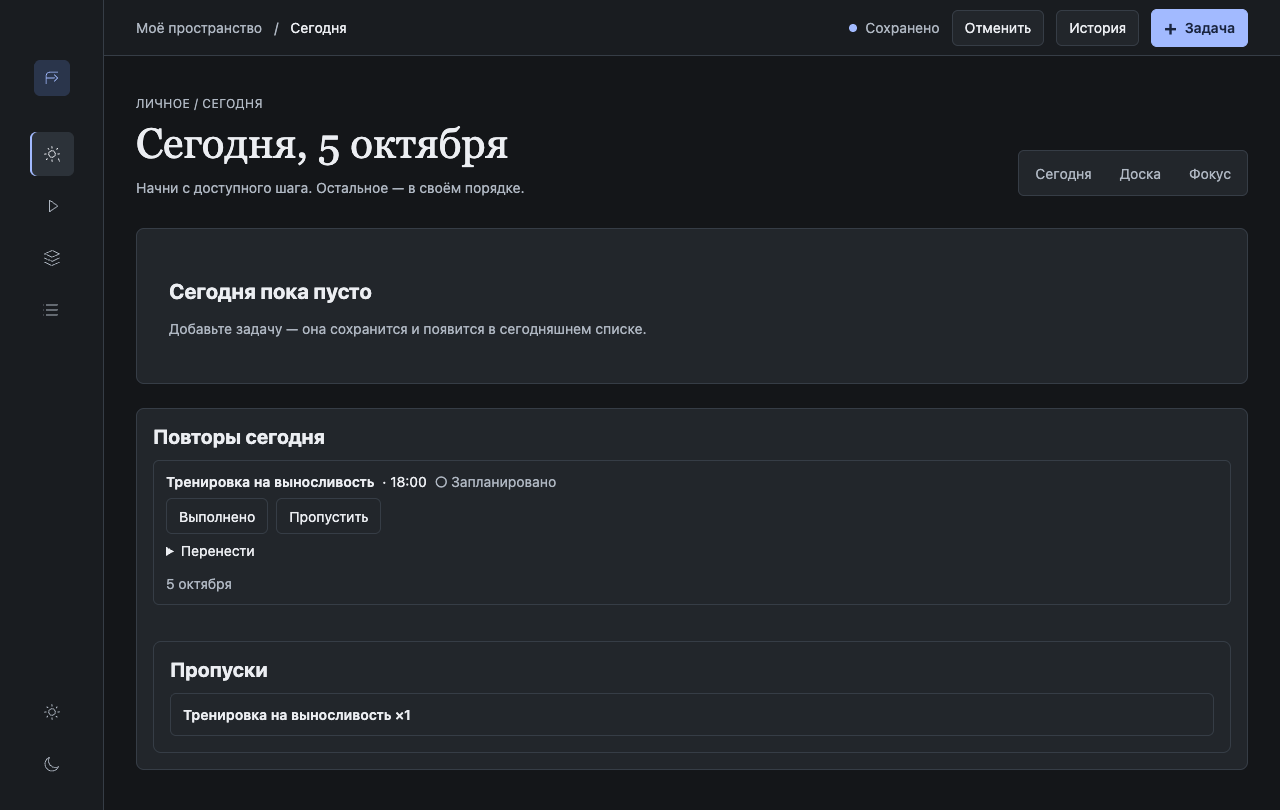 Моё пространство / Сегодня
Сохранено
Отменить
История
+ Задача
ЛИЧНОЕ / СЕГОДНЯ
Сегодня, 5 октября
Начни с доступного шага. Остальное — в своём порядке.
Сегодня Доска Фокус
Сегодня пока пусто
Добавьте задачу — она сохранится и появится в сегодняшнем списке.
Повторы сегодня
Тренировка на выносливость · 18:00 Запланировано
Выполнено Пропустить
Перенести
5 октября
Пропуски
Тренировка на выносливость ×1